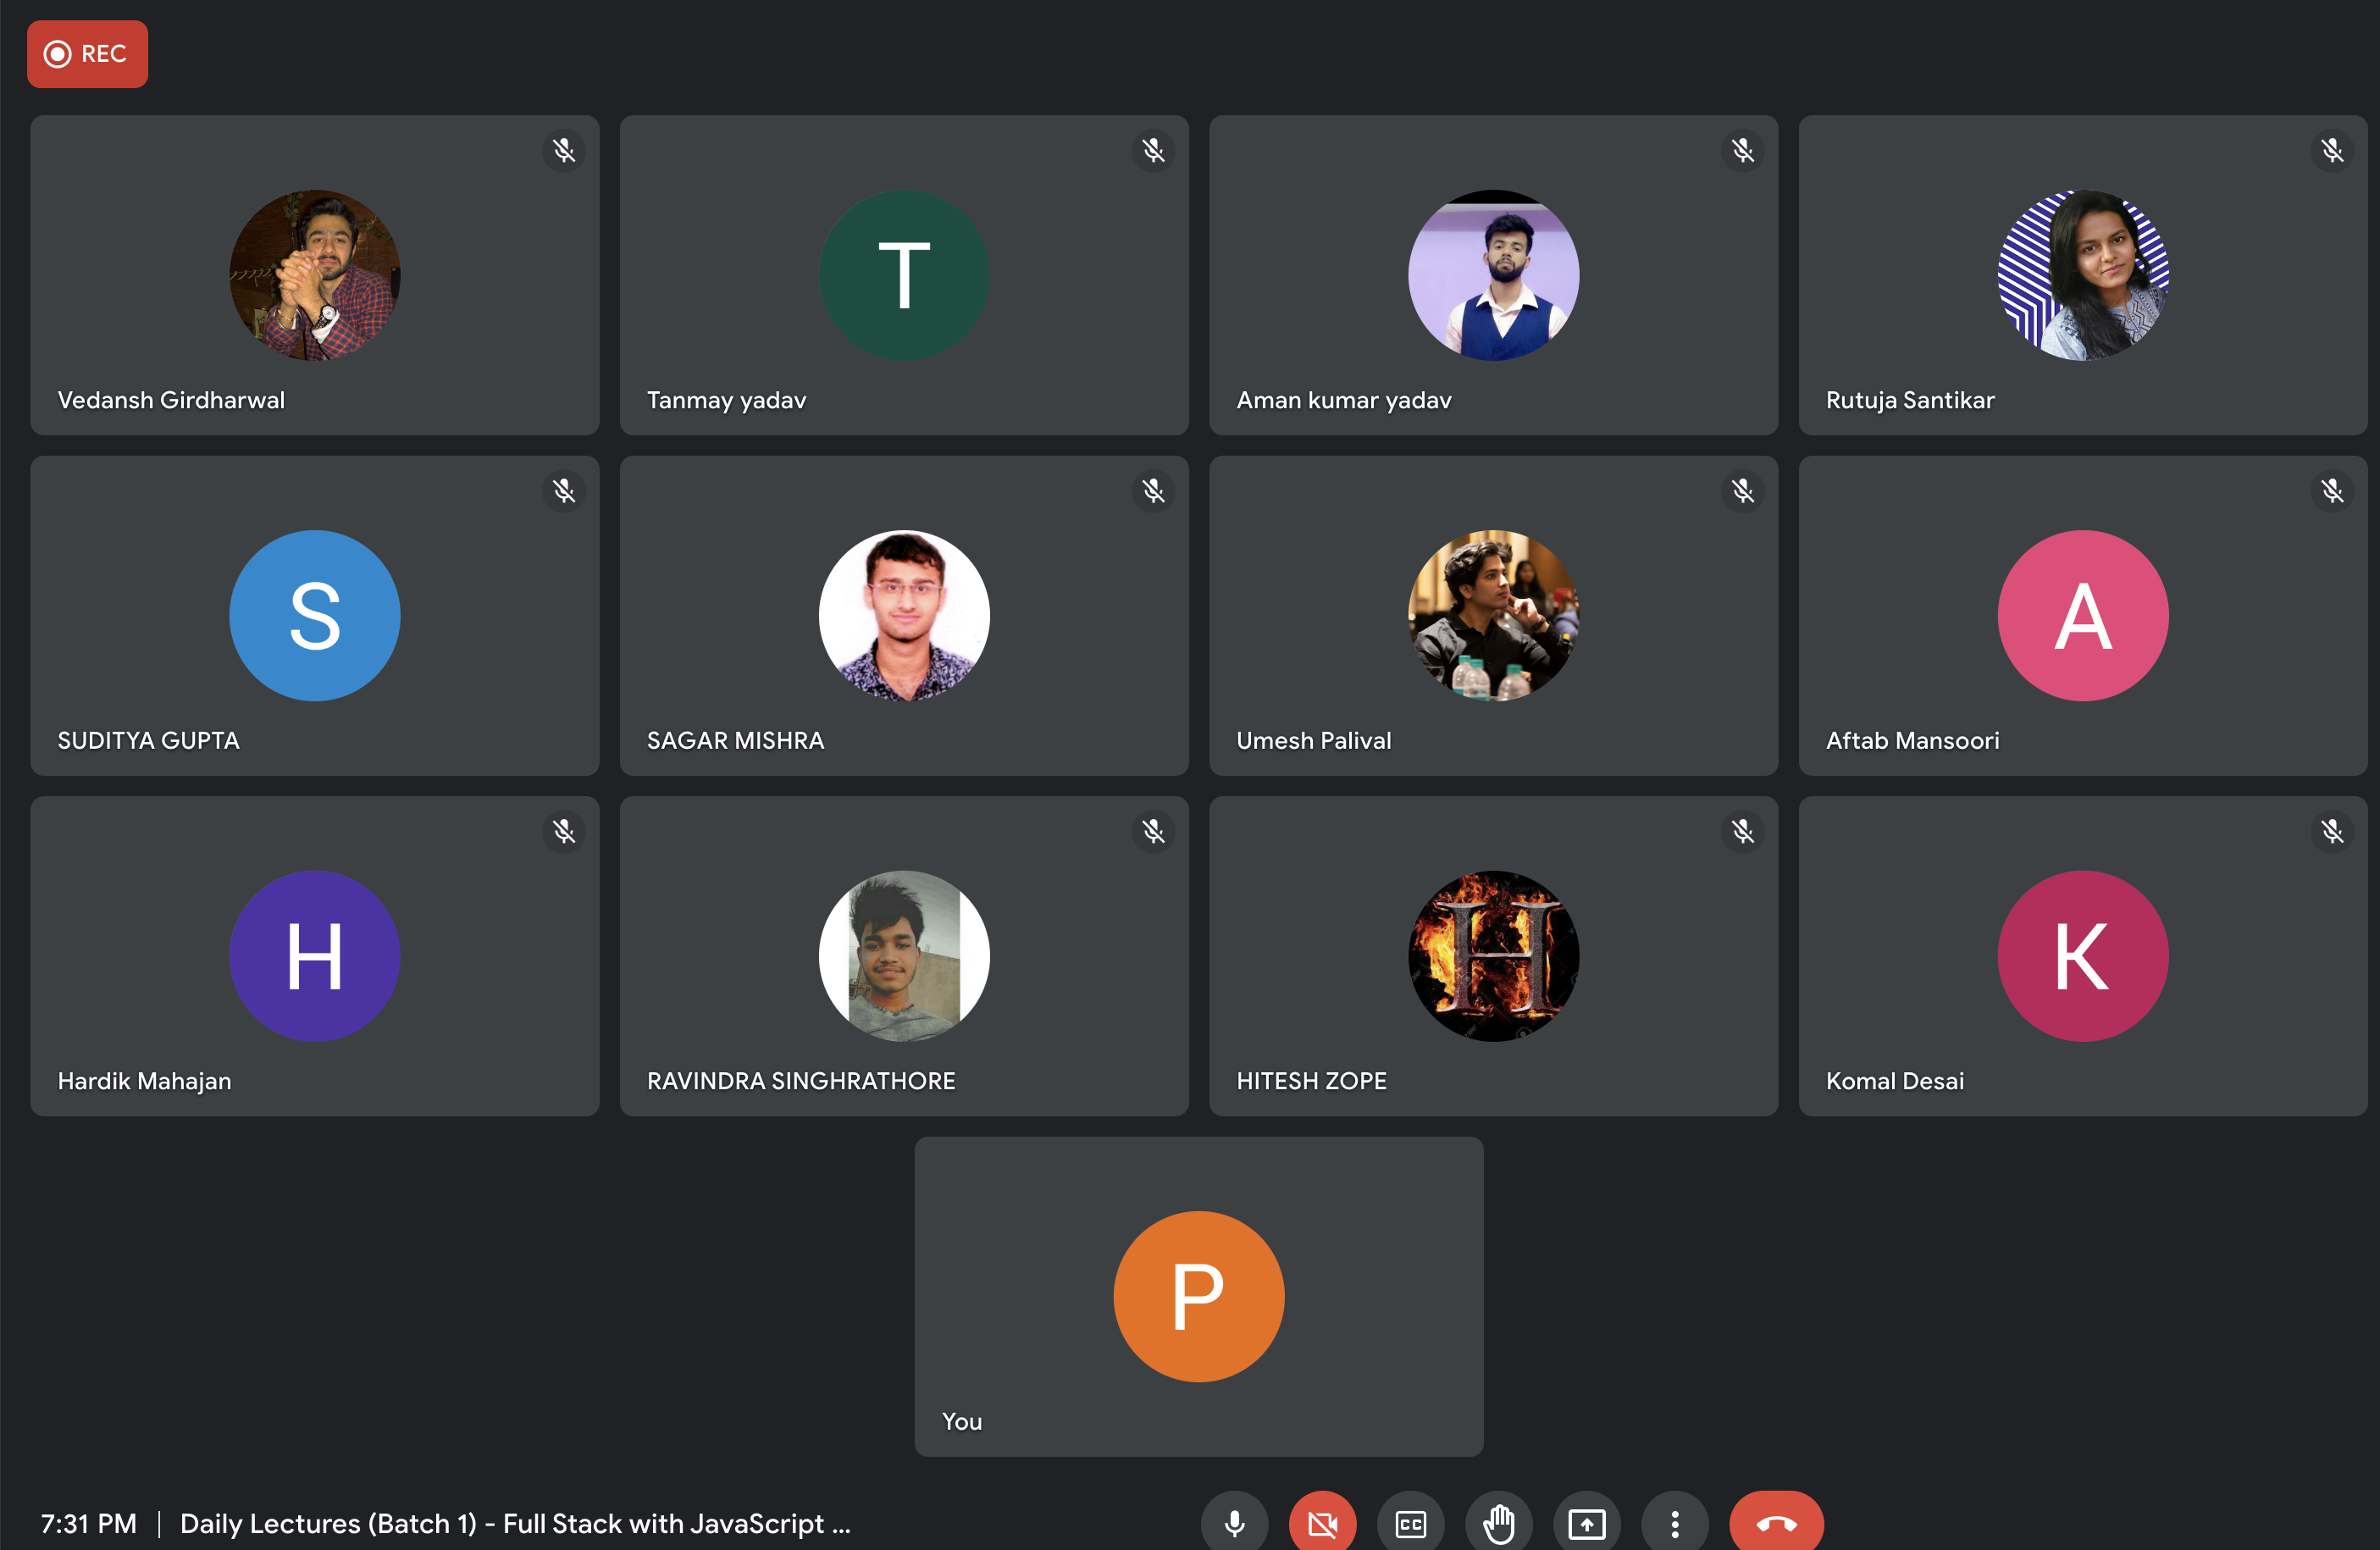 REC
Vedansh Girdharwal
T
Tanmay yadav
Aman kumar yadav
Rutuja Santikar
S
SUDITYA GUPTA
SAGAR MISHRA
Umesh Palival
A
Aftab Mansoori
H
Hardik Mahajan
RAVINDRA SINGHRATHORE
H
HITESH ZOPE
K
Komal Desai
P
You
7:31 PM | Daily Lectures (Batch 1) - Full Stack with JavaScript ...
CC